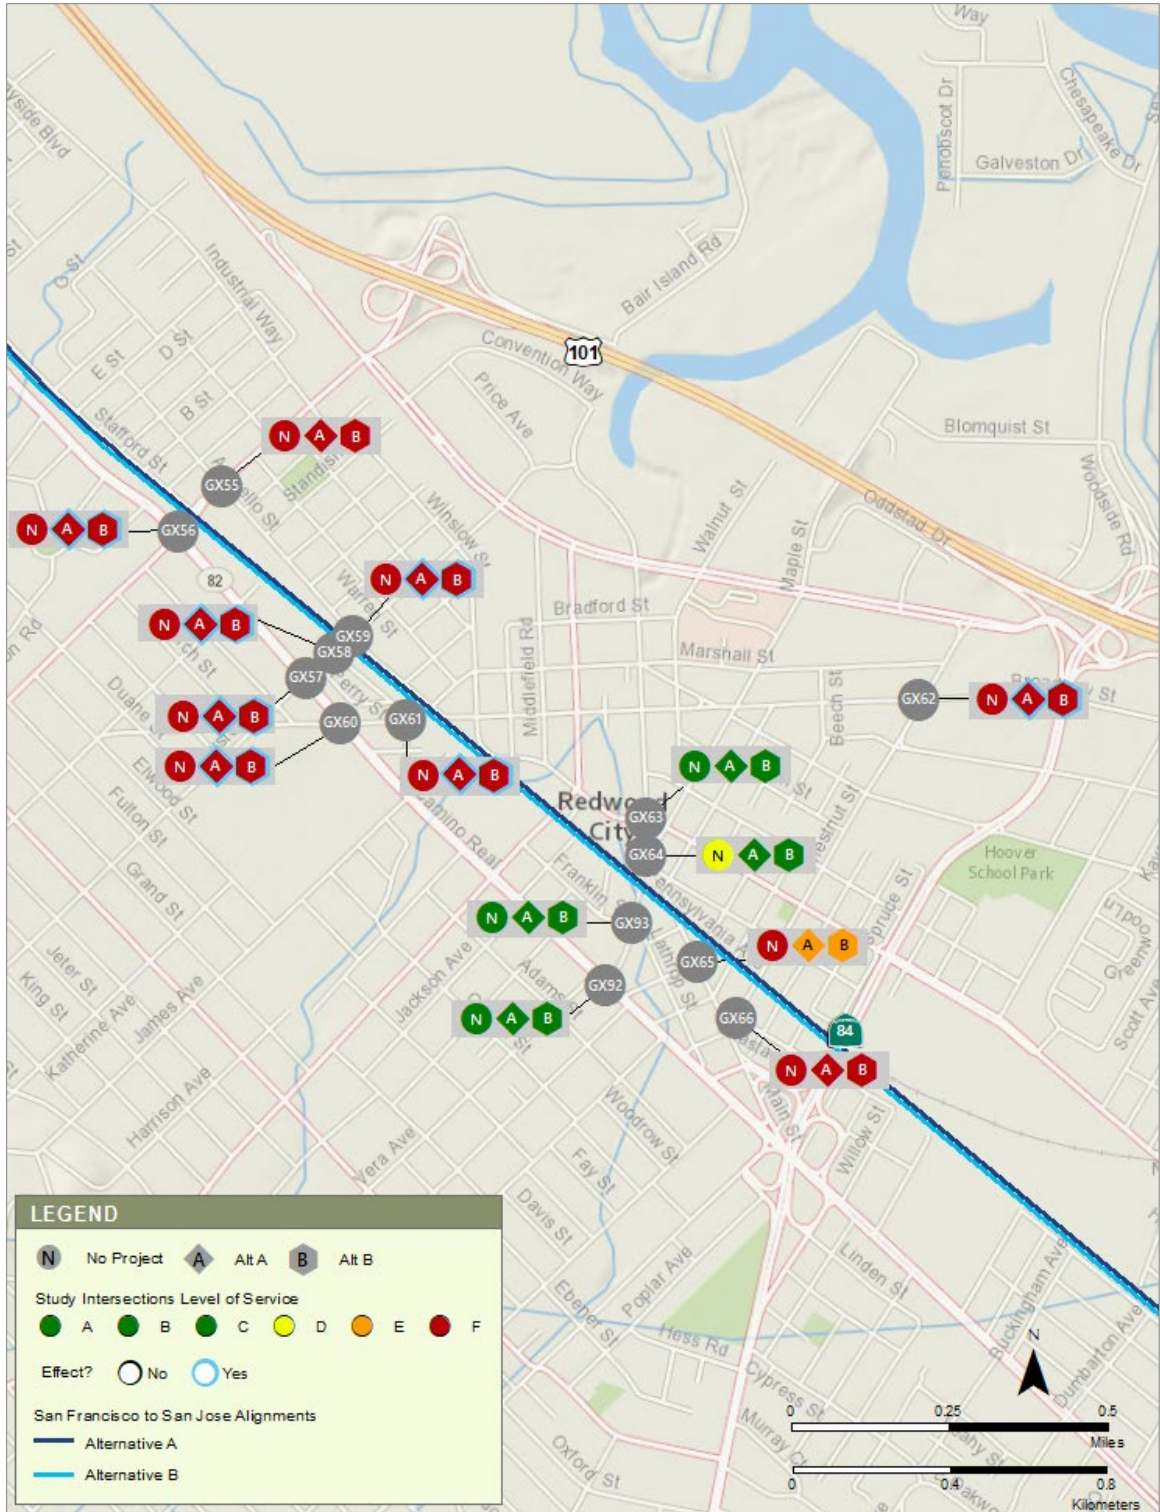 Way
Chesapeake Dr
Penobscot Dr
Galveston Dr
Bair Island Rd
Industrial Way
G St
D St
E St
B St
Convention Way
101
Price Ave
Stafford St
Blomquist St
Woodside Rd
N A B
Standish
GX55
Winslow St
Walnut St
Oddstad Dr
Maple St
N A B
GX56
82
N A B
Warren St
Bradford St
N A B
GX59
GX58
Marshall St
Middlefield Rd
GX57
Duane St
GX62
N A B
Beech St
N A B
GX60
GX61
N A B
N A B
N A B
Elwood St
Fulton St
Redwood
City
GX63
Camino Real
GX64
N A B
Hoover
School Park
Franklin
Grand St
Pennsylvania
Spruce St
N A B
GX93
N A B
Jackson Ave
Lathrop St
GX65
Jeter St
King St
Adams St
Katherine Ave
James Ave
GX92
N A B
GX66
84
Scott Ave
N A B
Harrison Ave
Main St
Woodrow St
Willow St
Vera Ave
Fay St
Davis St
Linden St
Poplar Ave
Buckingham Ave
Ebener St
Hess Rd
Dumbarton Ave
Cypress St
Murray Ct
Oxford St
LEGEND
N No Project A Alt A B Alt B
Study Intersections Level of Service
A B C D E F
Effect? No Yes
San Francisco to San Jose Alignments
Alternative A
Alternative B
N
0 0.25 0.5
Miles
0 0.4 0.8
Kilometers